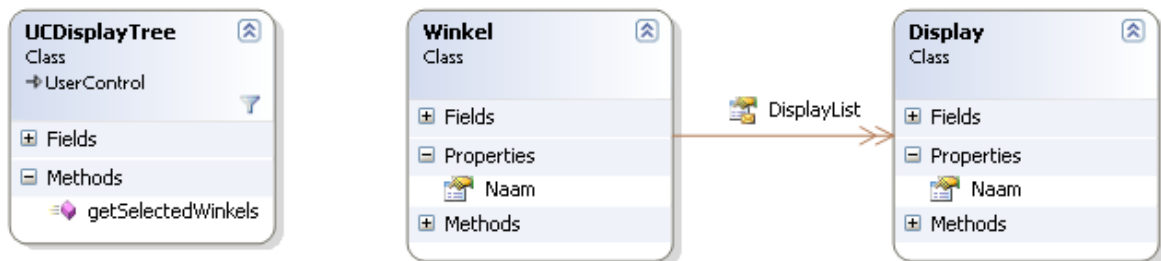 UCDisplayTree
Class
UserControl
Fields
Methods
getSelectedWinkels
Winkel
Class
Fields
Properties
Naam
Methods
DisplayList
Display
Class
Fields
Properties
Naam
Methods